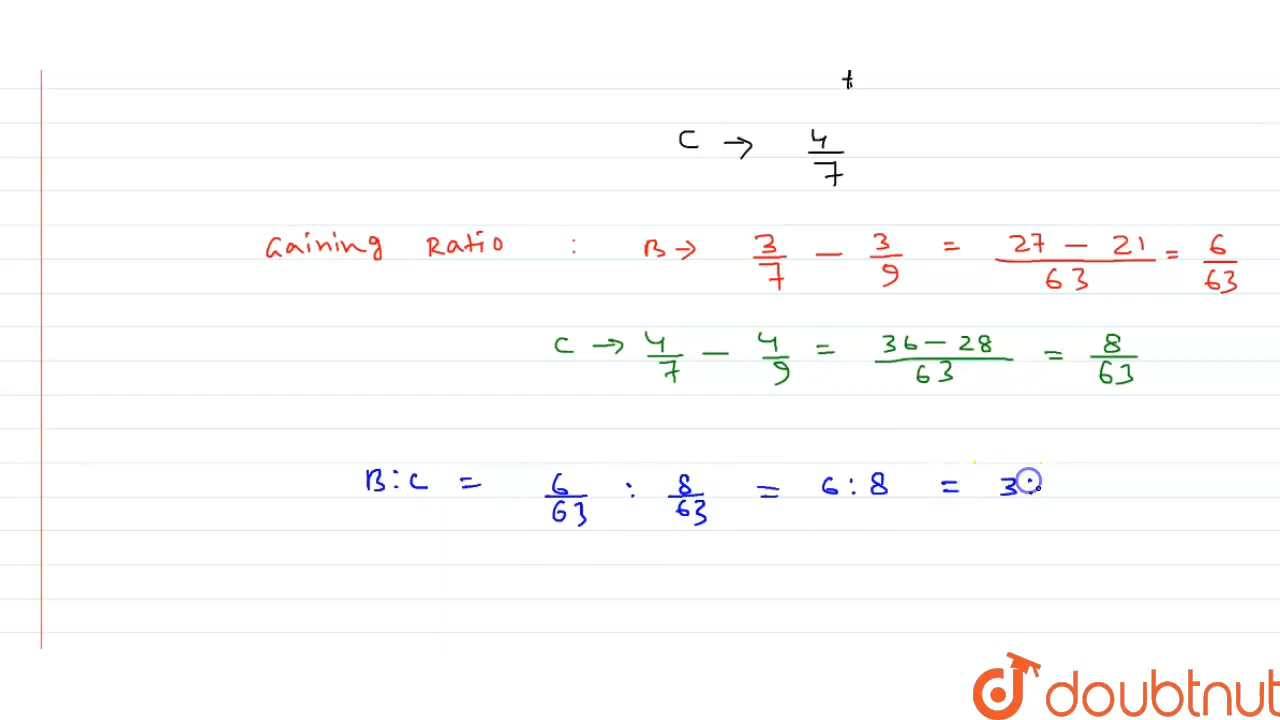 C → 4/7
Gaining Ratio : B → 3/7 − 3/9 = 27 − 21/63 = 6/63
C → 4/7 − 4/9 = 36 − 28/63 = 8/63
B : C = 6/63 : 8/63 = 6 : 8 = 3 :
doubtnut